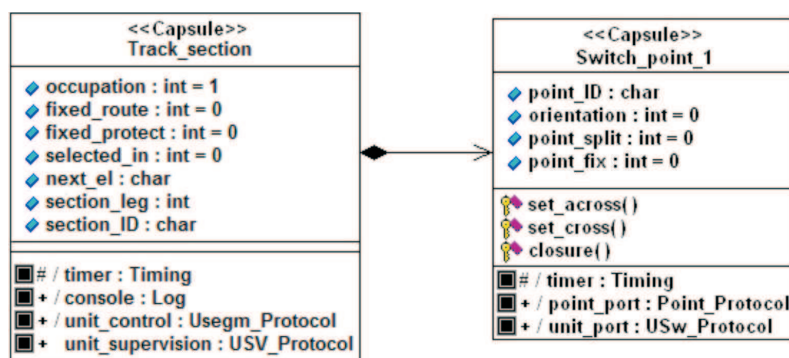 <<Capsule>>
Track_section
occupation : int = 1
fixed_route : int=0
fixed_protect : int=0
selected_in : int=0
next_el : char
section_leg : int
section_ID : char
# / timer : Timing
+ / console : Log
+ / unit_control : Usegm_Protocol
+ unit_supervision : USV_Protocol
<<Capsule>>
Switch_point_1
point_ID : char
orientation : int = 0
point_split : int = 0
point_fix : int = 0
set_across()
set_cross()
closure()
# / timer : Timing
+ / point_port : Point_Protocol
+ / unit_port : USw_Protocol